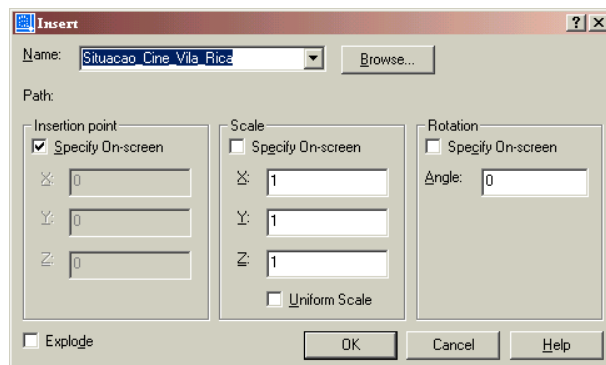 Insert
Name: Situacao_Cine_Vila_Rica Browse...
Path:
Insertion point Scale Rotation
Specify On-screen Specify On-screen Specify On-screen
X: 0 X: 1 Angle: 0
Y: 0 Y: 1
Z: 0 Z: 1
Uniform Scale
Explode OK Cancel Help